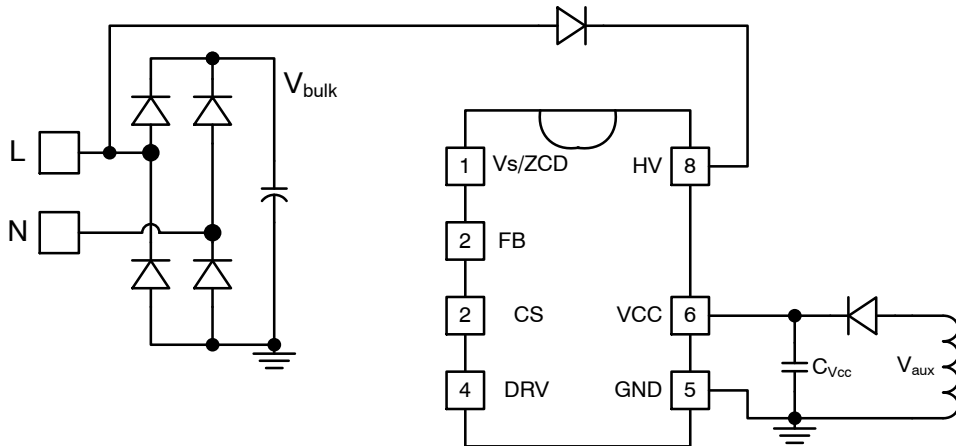 V_bulk
L
1 Vs/ZCD HV 8
N
2 FB
2 CS VCC 6
C_Vcc V_aux
4 DRV GND 5